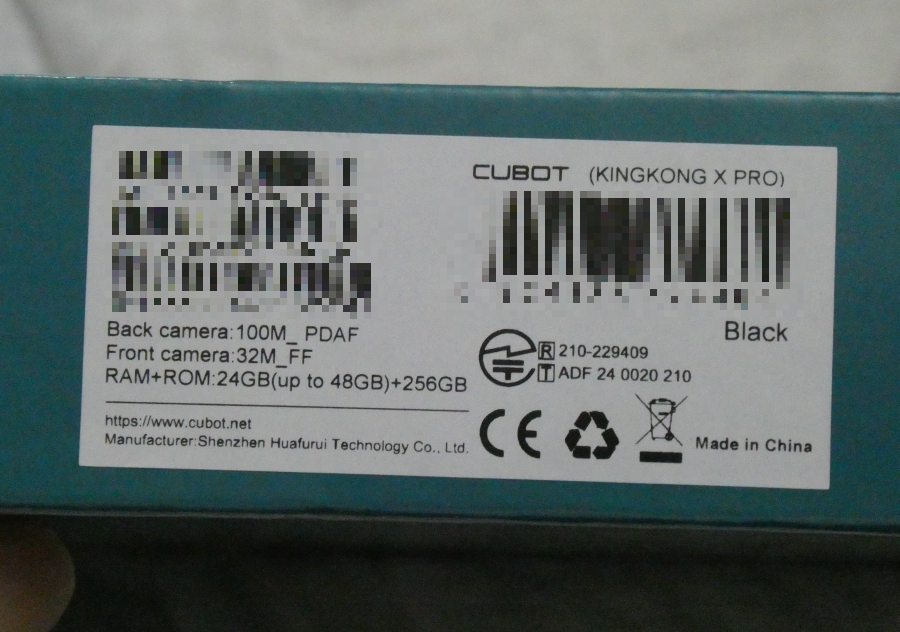 CUBOT (KINGKONG X PRO)
Black
Back camera:100M_ PDAF
Front camera:32M_FF
RAM+ROM:24GB(up to 48GB)+256GB
R 210-229409
T ADF 24 0020 210
https://www.cubot.net
Manufacturer:Shenzhen Huafurui Technology Co., Ltd.
CE
Made in China